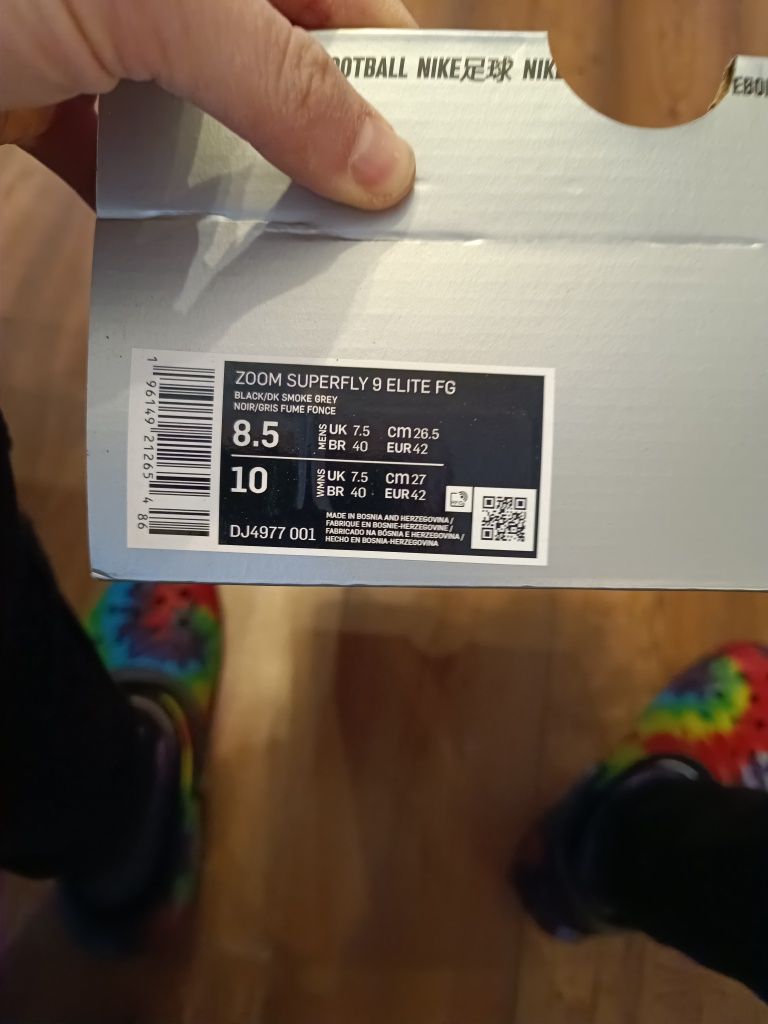 OOTBALL NIKE足球 NIK
EBO
ZOOM SUPERFLY 9 ELITE FG
BLACK/DK SMOKE GREY
NOIR/GRIS FUME FONCE
8.5 MENS UK 7.5 cm 26.5
BR 40 EUR 42
10 WMNS UK 7.5 cm 27
BR 40 EUR 42
DJ4977 001
MADE IN BOSNIA AND HERZEGOVINA /
FABRIQUE EN BOSNIE-HERZEGOVINE /
FABRICADO NA BÓSNIA E HERZEGOVINA /
HECHO EN BOSNIA-HERZEGOVINA
1 96149 21265 4 86